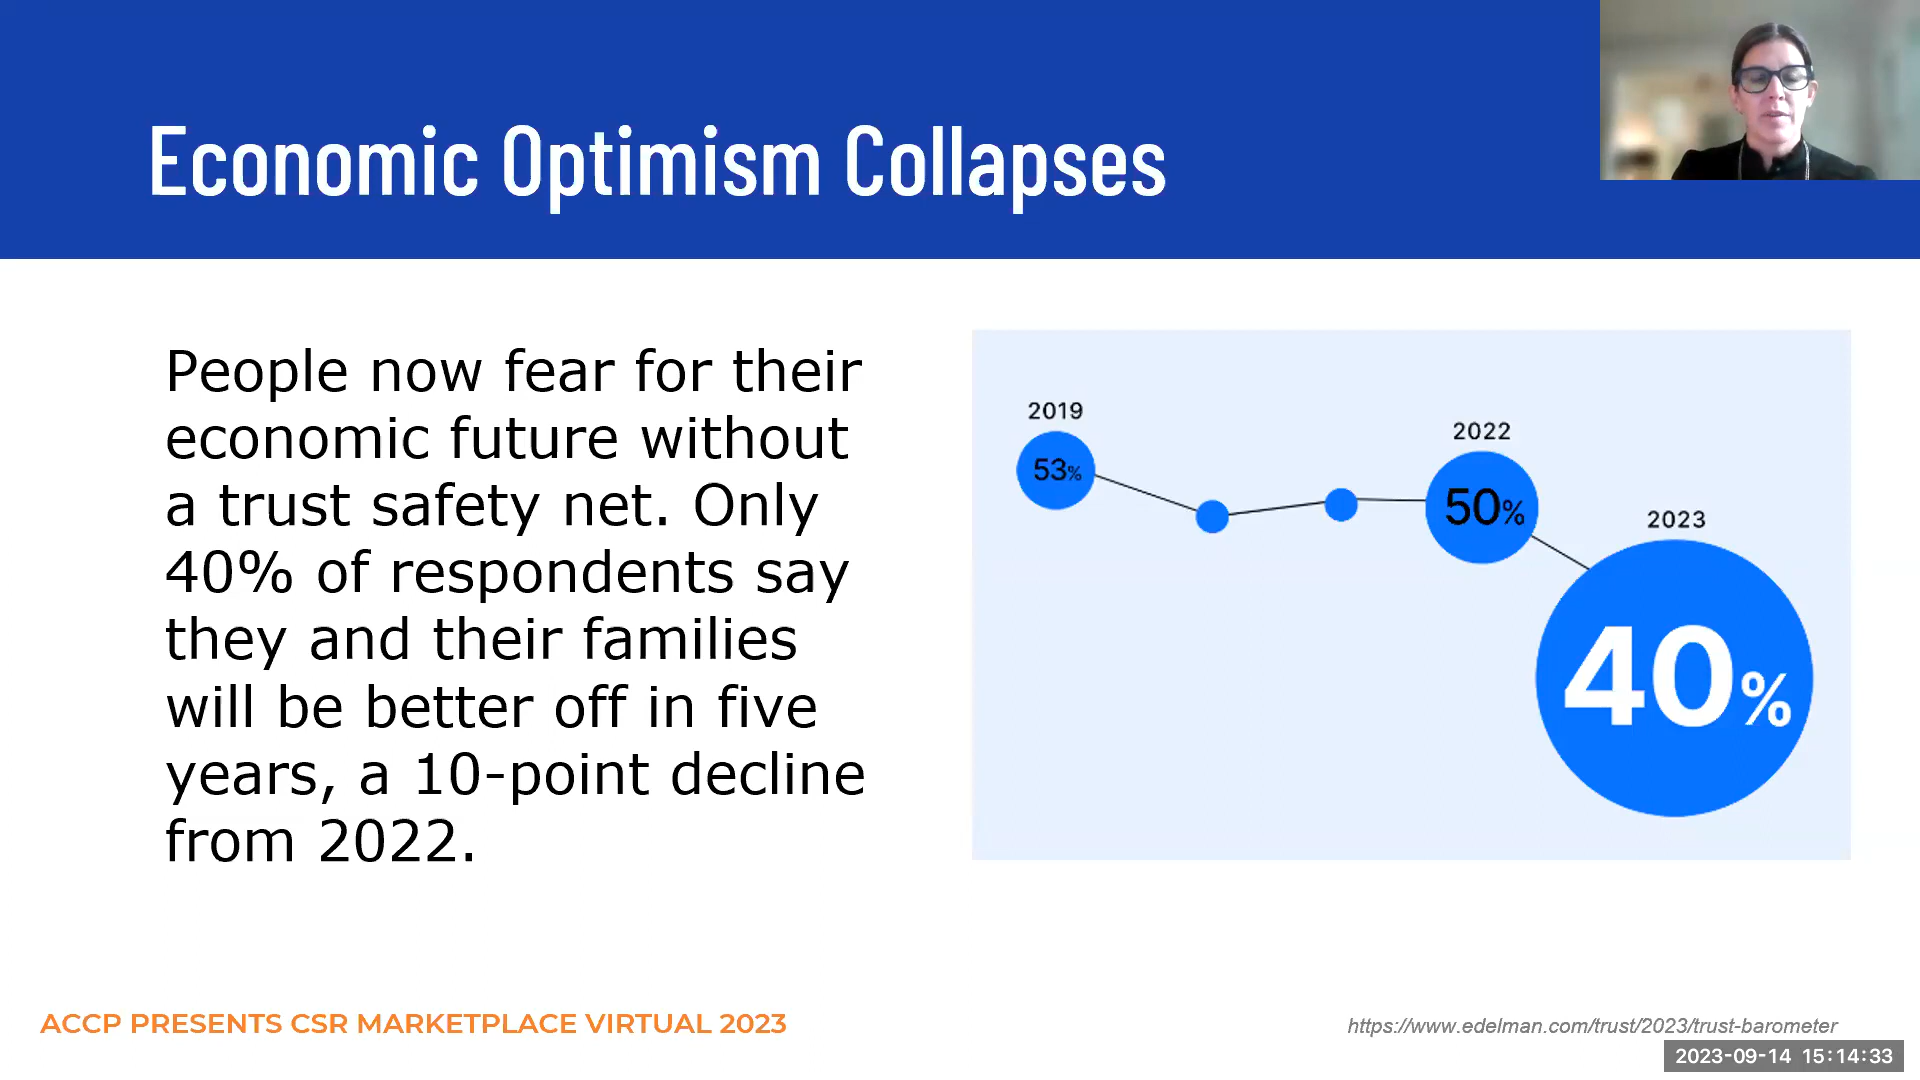 Economic Optimism Collapses
People now fear for their
economic future without
a trust safety net. Only
40% of respondents say
they and their families
will be better off in five
years, a 10-point decline
from 2022.
2019
53%
2022
50%
2023
40%
ACCP PRESENTS CSR MARKETPLACE VIRTUAL 2023
https://www.edelman.com/trust/2023/trust-barometer
2023-09-14 15:14:33